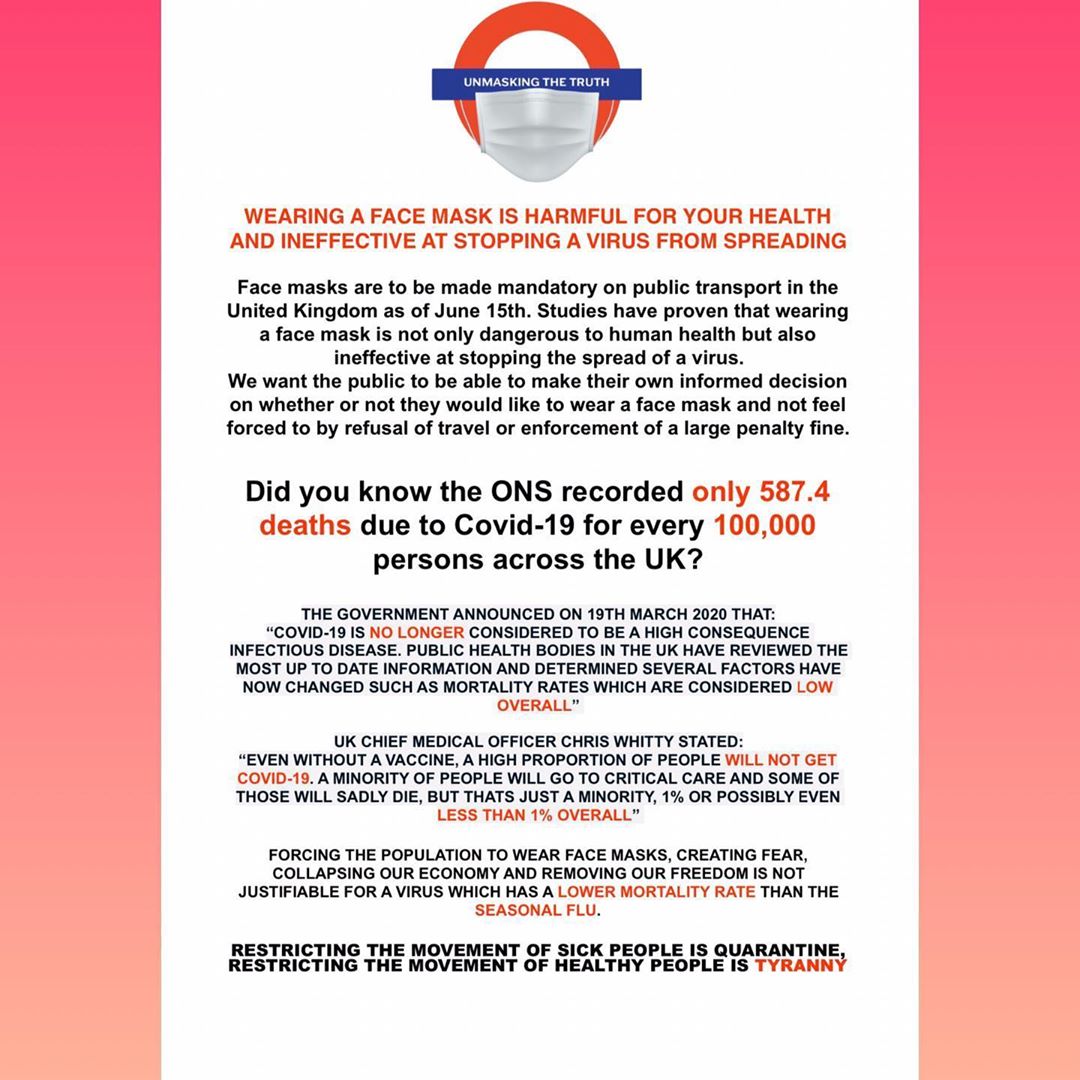 UNMASKING THE TRUTH
WEARING A FACE MASK IS HARMFUL FOR YOUR HEALTH
AND INEFFECTIVE AT STOPPING A VIRUS FROM SPREADING
Face masks are to be made mandatory on public transport in the
United Kingdom as of June 15th. Studies have proven that wearing
a face mask is not only dangerous to human health but also
ineffective at stopping the spread of a virus.
We want the public to be able to make their own informed decision
on whether or not they would like to wear a face mask and not feel
forced to by refusal of travel or enforcement of a large penalty fine.
Did you know the ONS recorded only 587.4
deaths due to Covid-19 for every 100,000
persons across the UK?
THE GOVERNMENT ANNOUNCED ON 19TH MARCH 2020 THAT:
“COVID-19 IS NO LONGER CONSIDERED TO BE A HIGH CONSEQUENCE
INFECTIOUS DISEASE. PUBLIC HEALTH BODIES IN THE UK HAVE REVIEWED THE
MOST UP TO DATE INFORMATION AND DETERMINED SEVERAL FACTORS HAVE
NOW CHANGED SUCH AS MORTALITY RATES WHICH ARE CONSIDERED LOW
OVERALL”
UK CHIEF MEDICAL OFFICER CHRIS WHITTY STATED:
“EVEN WITHOUT A VACCINE, A HIGH PROPORTION OF PEOPLE WILL NOT GET
COVID-19. A MINORITY OF PEOPLE WILL GO TO CRITICAL CARE AND SOME OF
THOSE WILL SADLY DIE, BUT THATS JUST A MINORITY, 1% OR POSSIBLY EVEN
LESS THAN 1% OVERALL”
FORCING THE POPULATION TO WEAR FACE MASKS, CREATING FEAR,
COLLAPSING OUR ECONOMY AND REMOVING OUR FREEDOM IS NOT
JUSTIFIABLE FOR A VIRUS WHICH HAS A LOWER MORTALITY RATE THAN THE
SEASONAL FLU.
RESTRICTING THE MOVEMENT OF SICK PEOPLE IS QUARANTINE,
RESTRICTING THE MOVEMENT OF HEALTHY PEOPLE IS TYRANNY